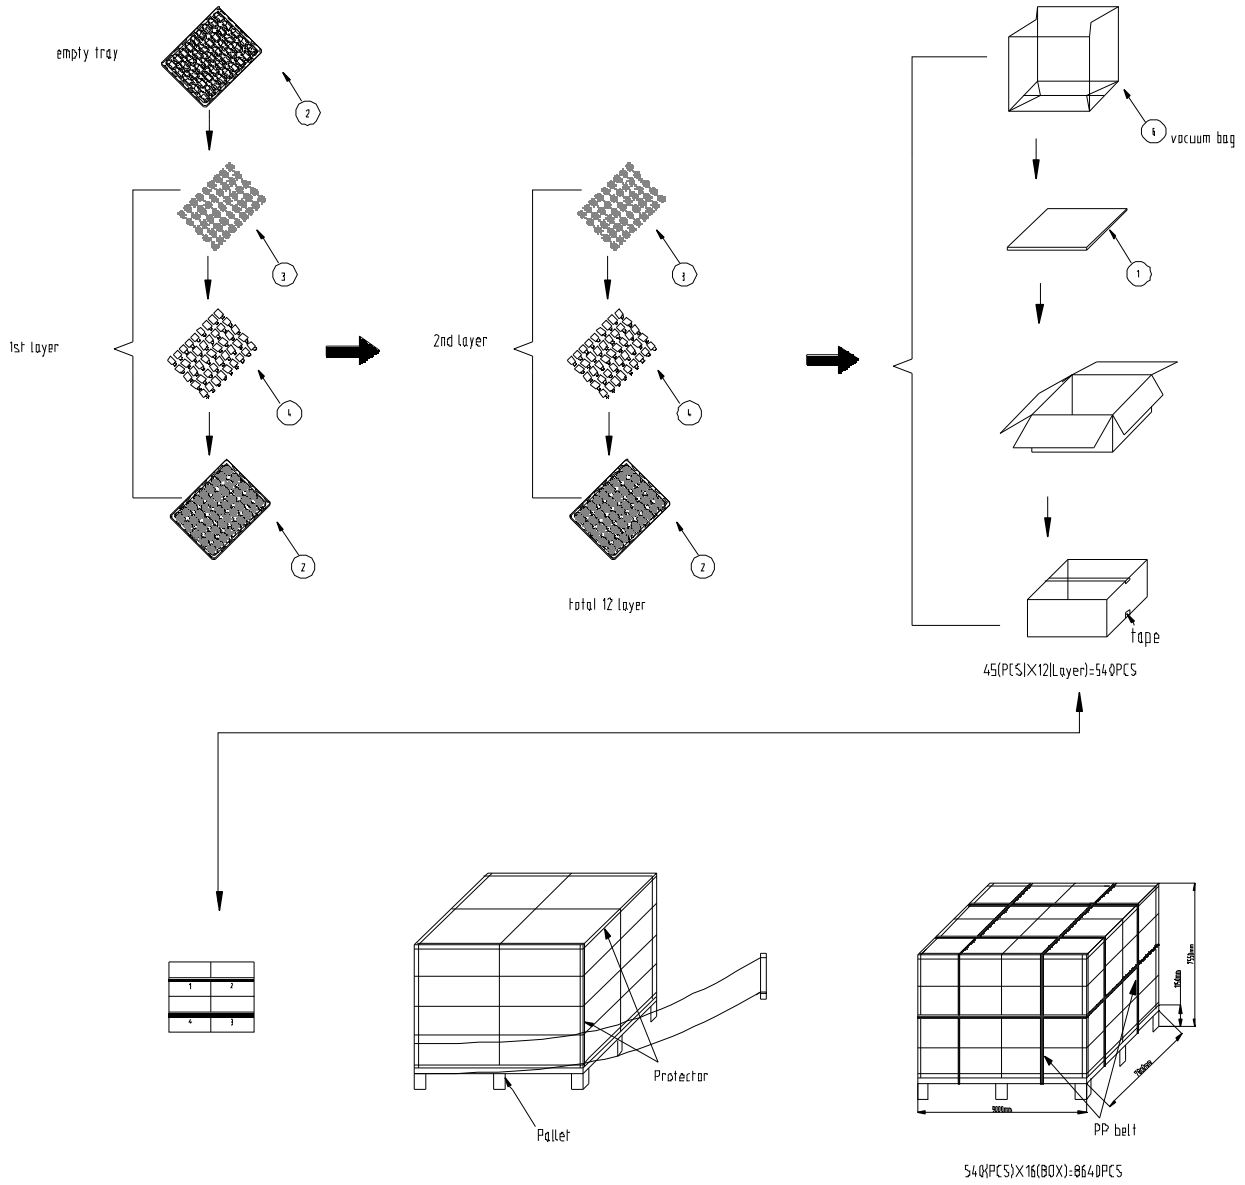 empty tray
2
6
vacuum bag
3
3
1
1st layer
2nd layer
4
4
2
2
total 12 layer
tape
45(PCS)X12(Layer)=540PCS
1 2
4 3
Protector
Pallet
PP belt
540(PCS)X16(BOX)=8640PCS